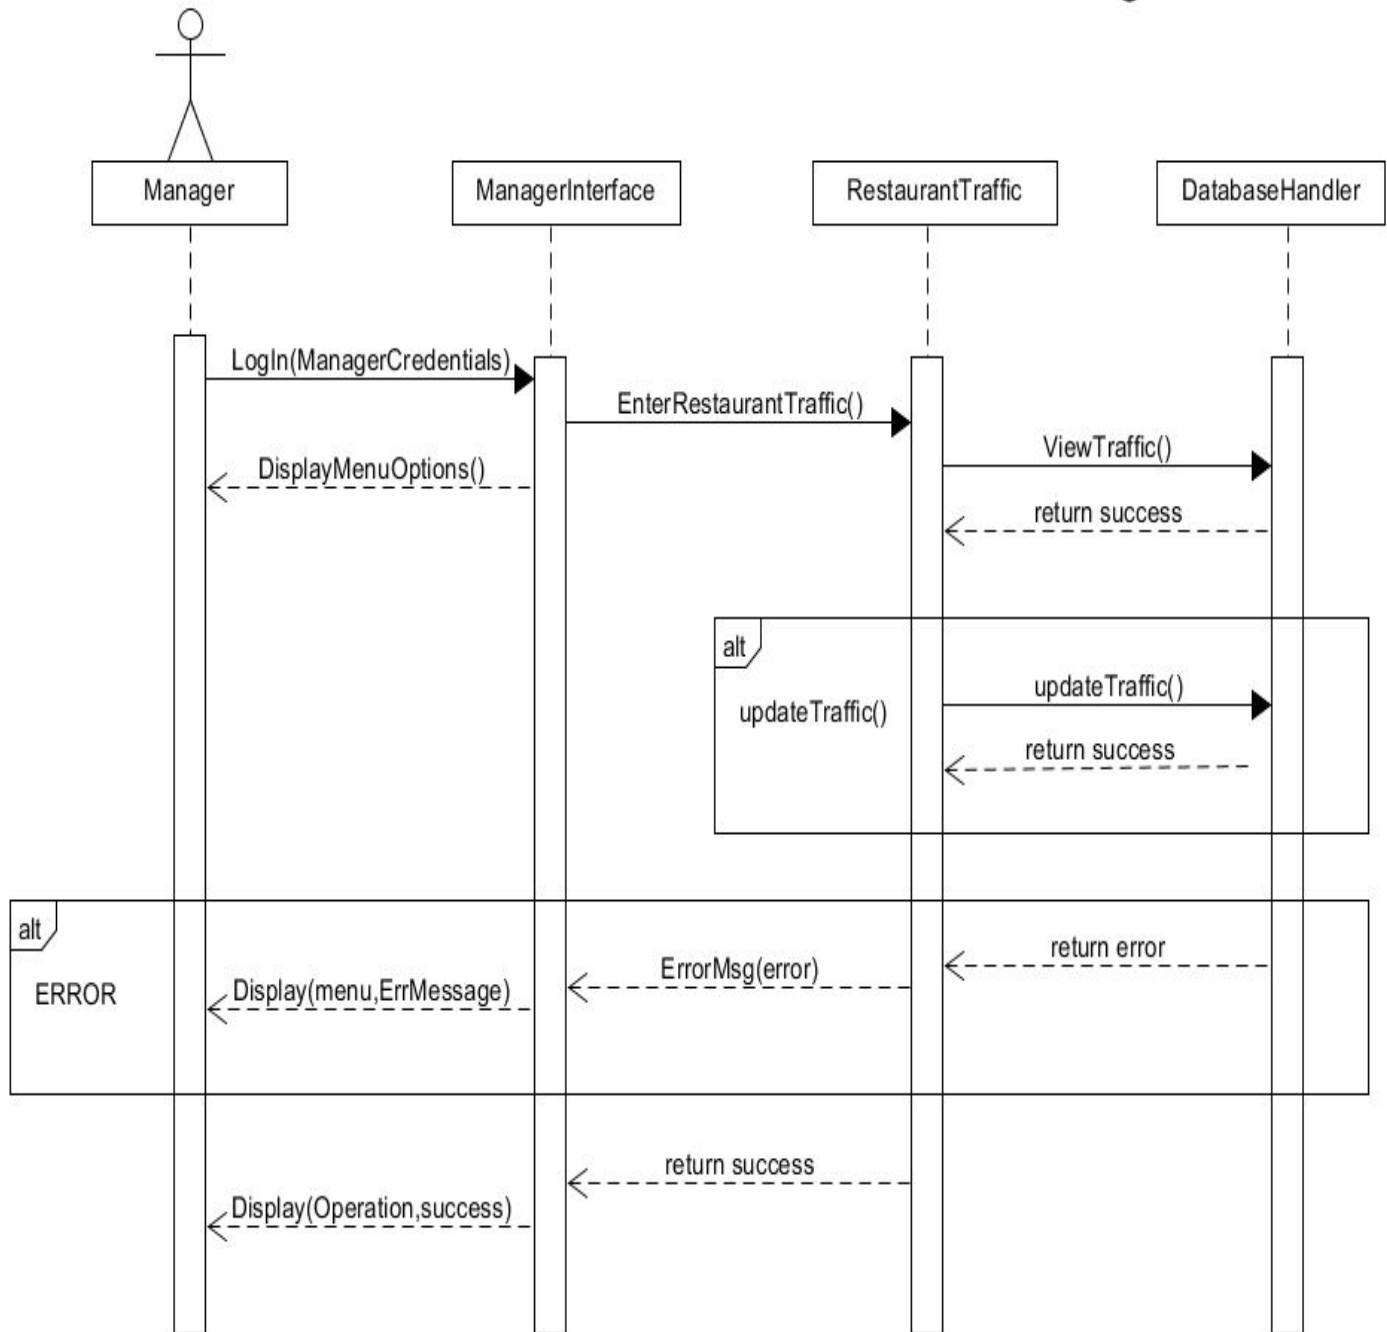 Manager
ManagerInterface
RestaurantTraffic
DatabaseHandler
LogIn(ManagerCredentials)
EnterRestaurantTraffic()
ViewTraffic()
DisplayMenuOptions()
return success
alt
updateTraffic()
updateTraffic()
return success
alt
return error
ErrorMsg(error)
Display(menu,ErrMessage)
ERROR
return success
Display(Operation,success)